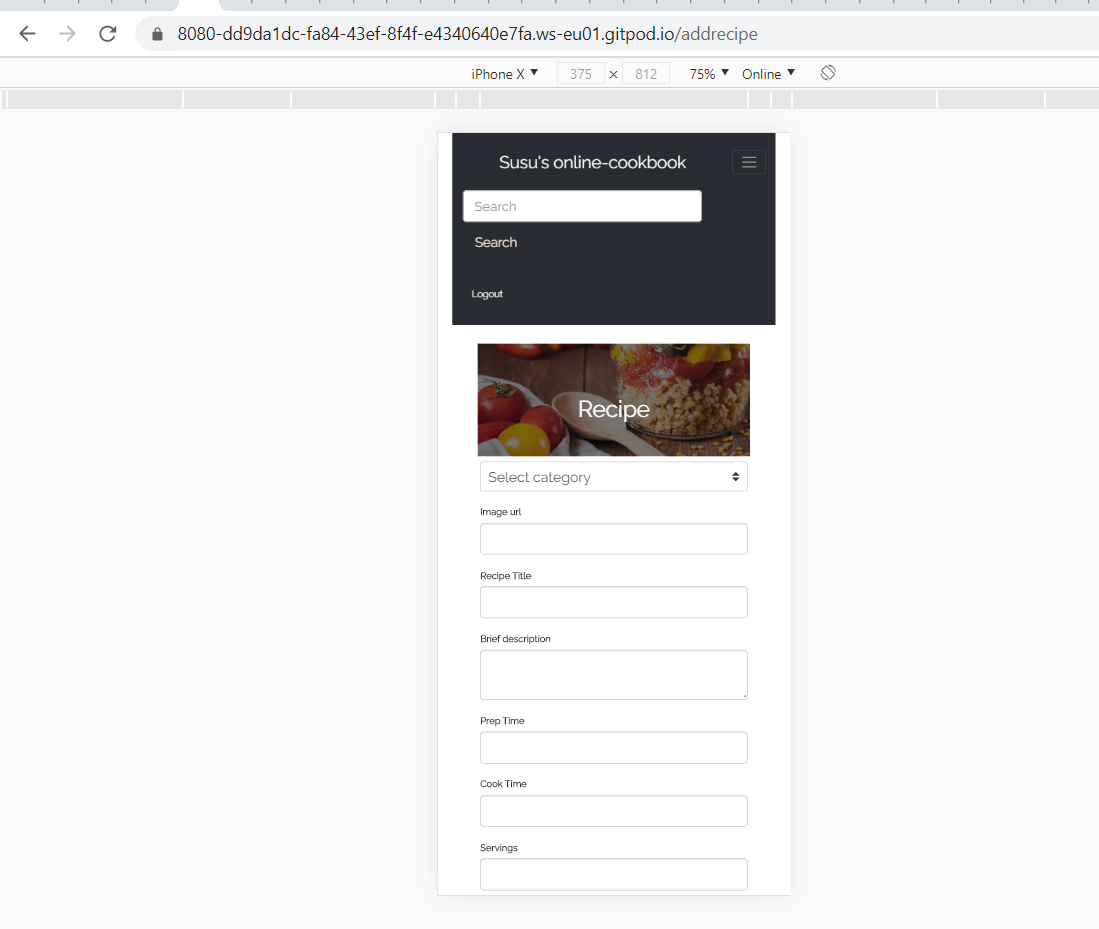 8080-dd9da1dc-fa84-43ef-8f4f-e4340640e7fa.ws-eu01.gitpod.io/addrecipe
iPhone X ▼ 375 × 812 75% ▼ Online ▼
Susu's online-cookbook
Search
Search
Logout
Recipe
Select category
Image url
Recipe Title
Brief description
Prep Time
Cook Time
Servings